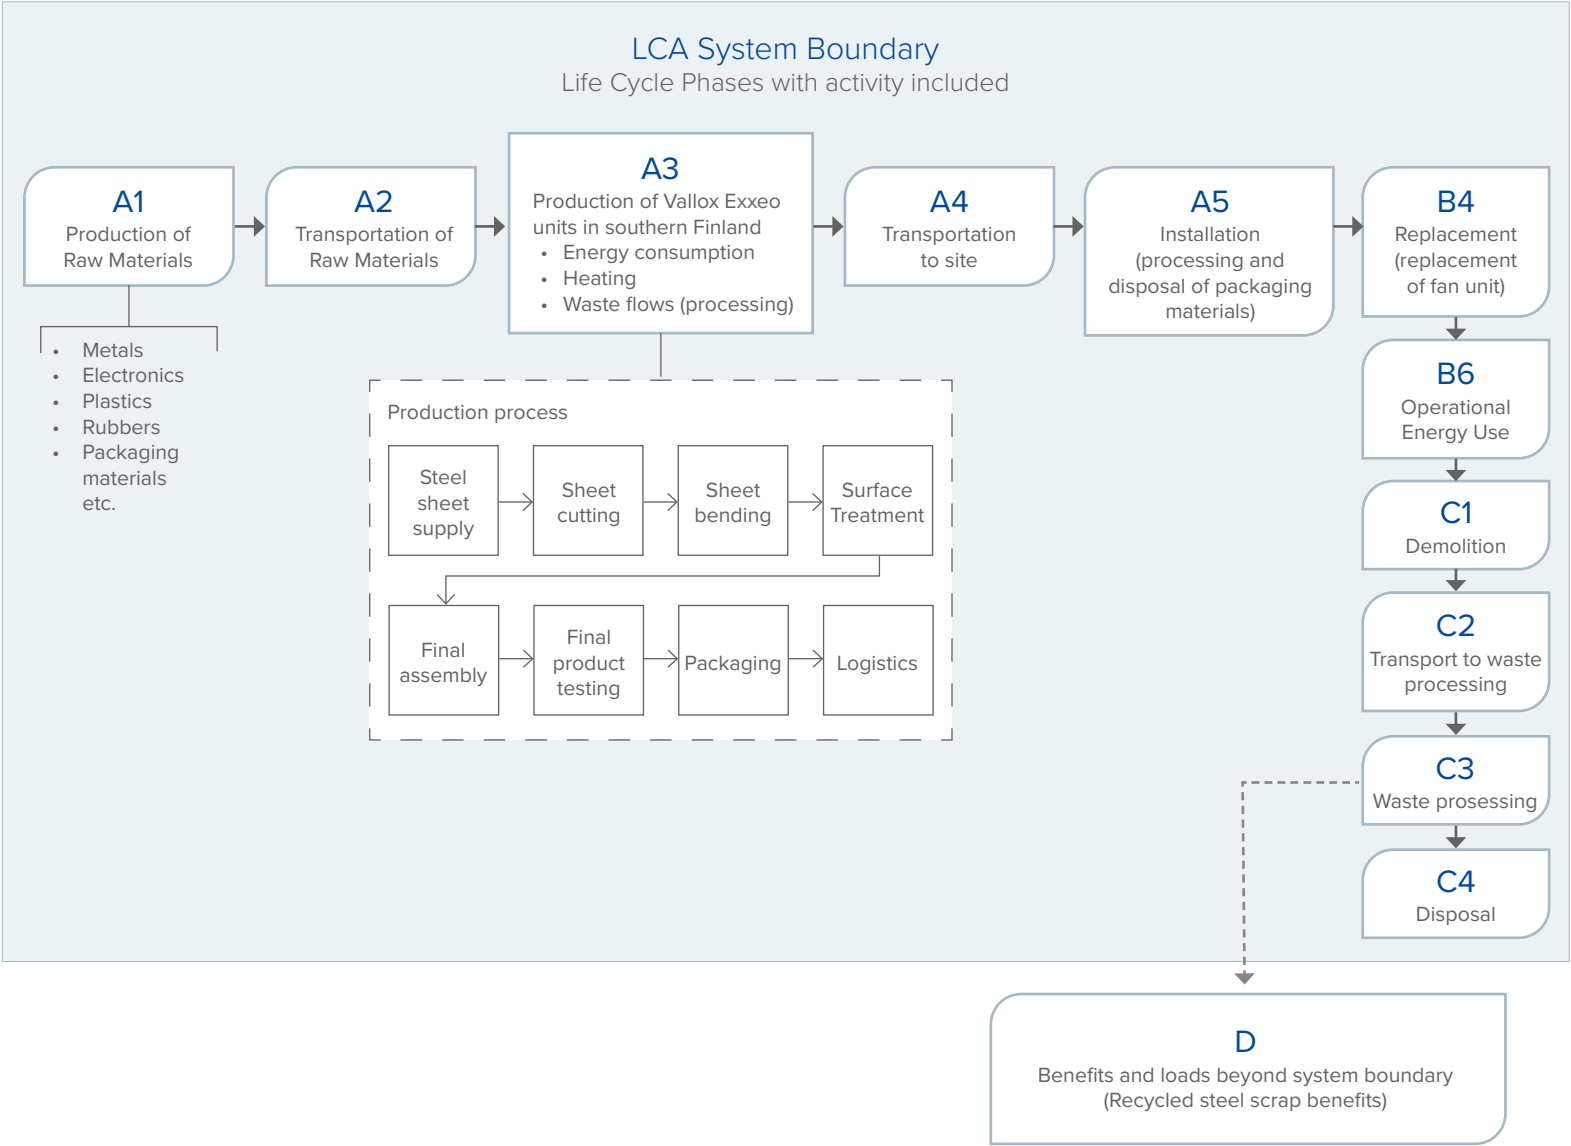 LCA System Boundary
Life Cycle Phases with activity included
A1
Production of
Raw Materials
• Metals
• Electronics
• Plastics
• Rubbers
• Packaging
materials
etc.
A2
Transportation of
Raw Materials
A3
Production of Vallox Exxeo
units in southern Finland
• Energy consumption
• Heating
• Waste flows (processing)
Production process
Steel
sheet
supply
Sheet
cutting
Sheet
bending
Surface
Treatment
Final
assembly
Final
product
testing
Packaging
Logistics
A4
Transportation
to site
A5
Installation
(processing and
disposal of packaging
materials)
B4
Replacement
(replacement
of fan unit)
B6
Operational
Energy Use
C1
Demolition
C2
Transport to waste
processing
C3
Waste prosessing
C4
Disposal
D
Benefits and loads beyond system boundary
(Recycled steel scrap benefits)